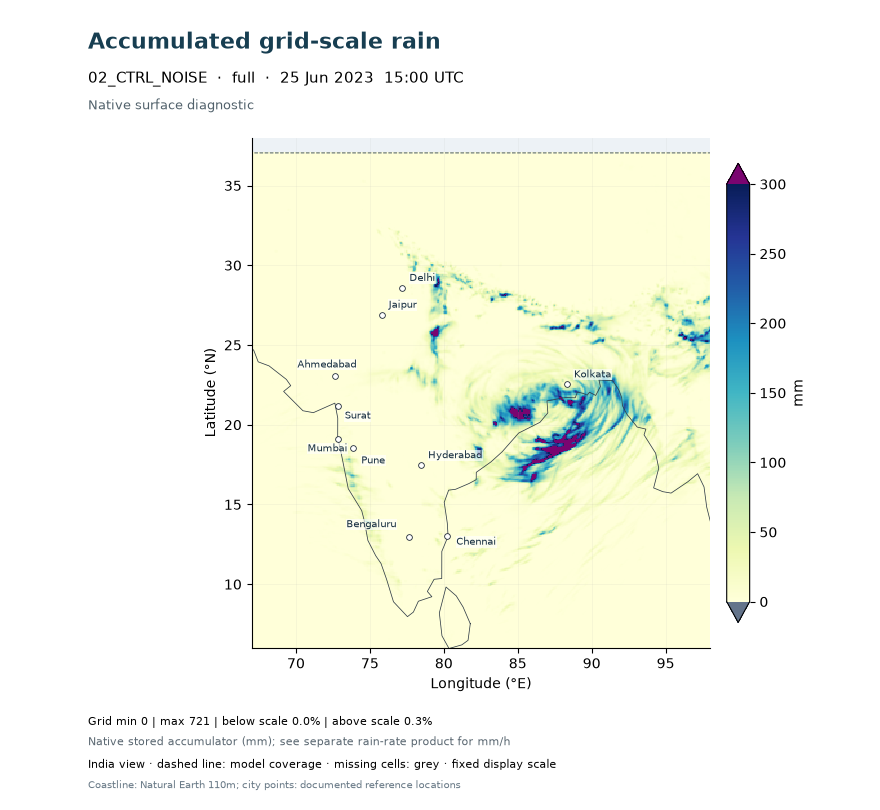 Accumulated grid-scale rain
02_CTRL_NOISE · full · 25 Jun 2023 15:00 UTC
Native surface diagnostic
35
30
25
20
15
10
Latitude (°N)
Delhi
Jaipur
Ahmedabad
Kolkata
Surat
Mumbai
Pune
Hyderabad
Bengaluru
Chennai
70 75 80 85 90 95
Longitude (°E)
300
250
200
150
100
50
0
mm
Grid min 0 | max 721 | below scale 0.0% | above scale 0.3%
Native stored accumulator (mm); see separate rain-rate product for mm/h
India view · dashed line: model coverage · missing cells: grey · fixed display scale
Coastline: Natural Earth 110m; city points: documented reference locations